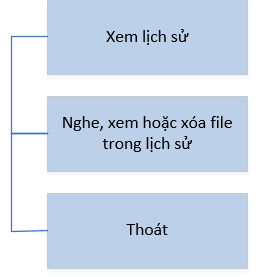 Xem lịch sử
Nghe, xem hoặc xóa file
trong lịch sử
Thoát